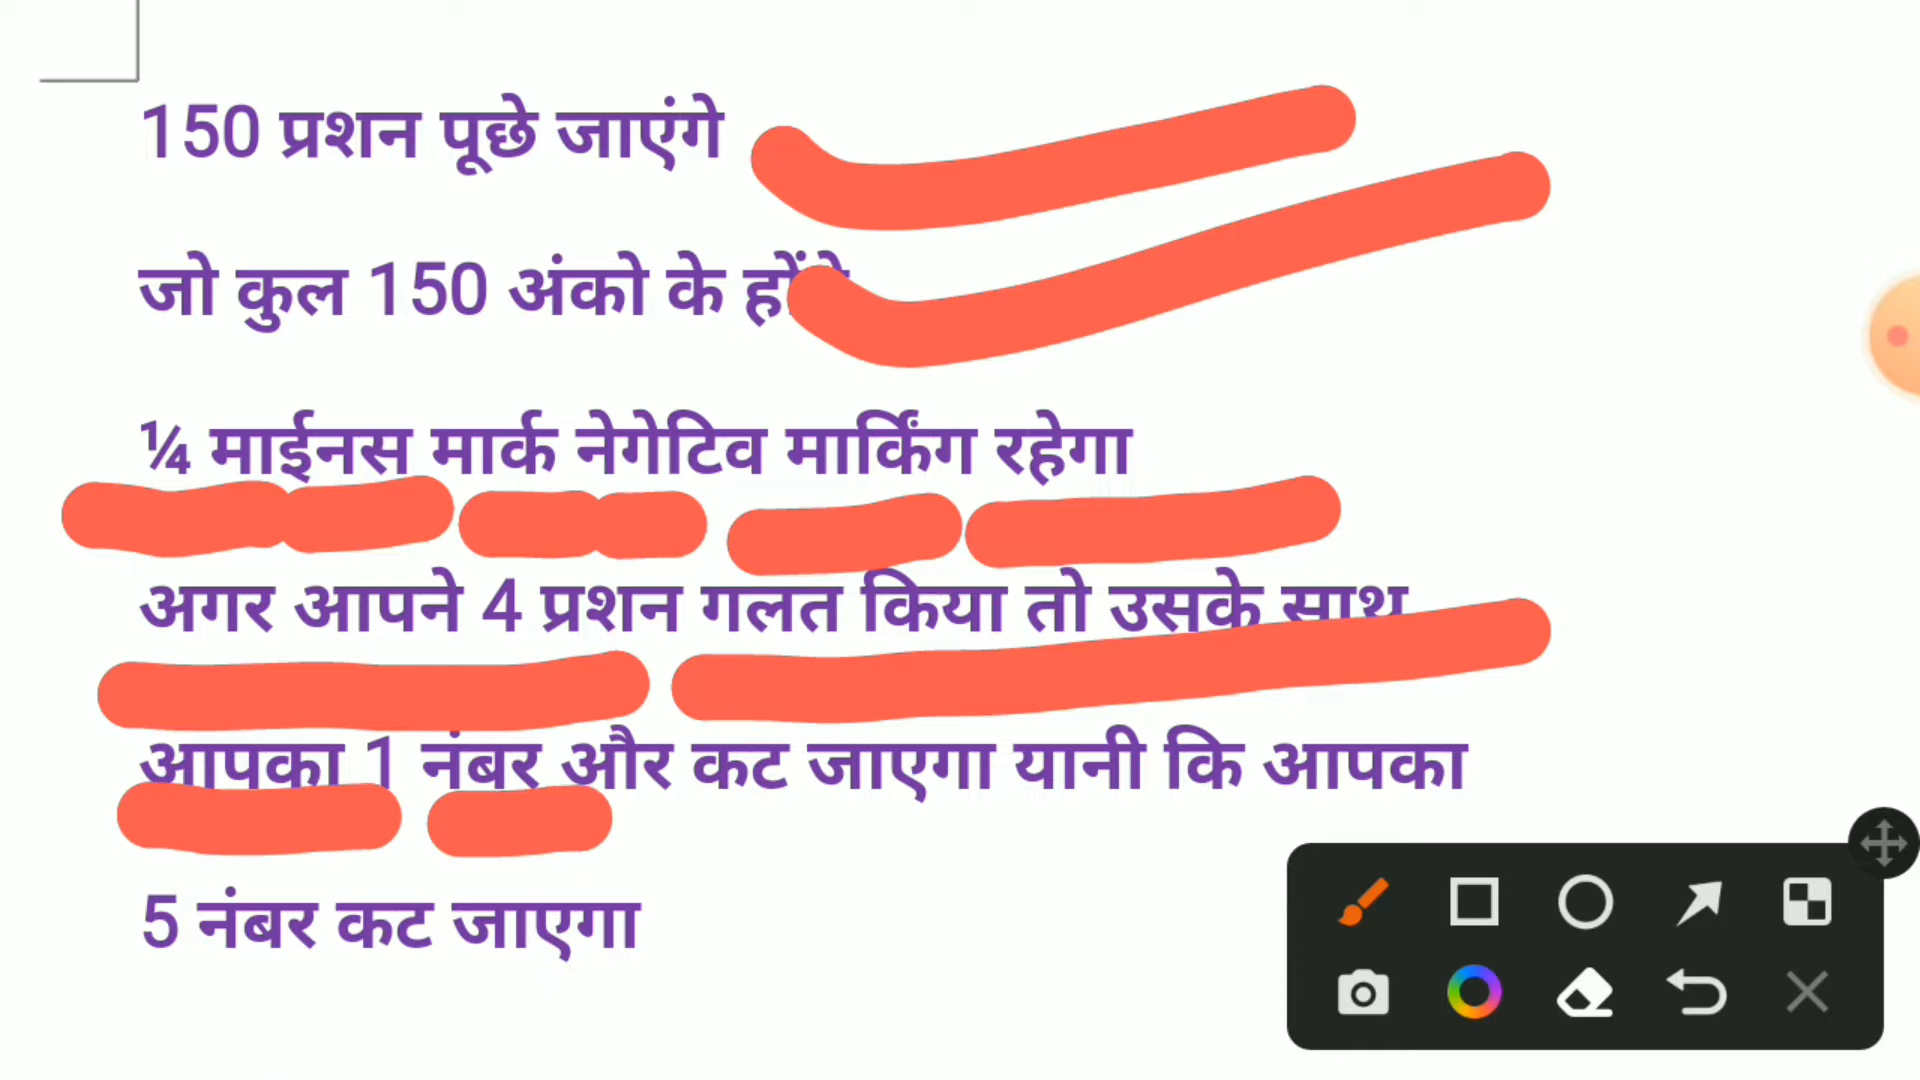 150 प्रशन पूछे जाएंगे
जो कुल 150 अंको के होंगे
¼ माईनस मार्क नेगेटिव मार्किंग रहेगा
अगर आपने 4 प्रशन गलत किया तो उसके साथ
आपका 1 नंबर और कट जाएगा यानी कि आपका
5 नंबर कट जाएगा